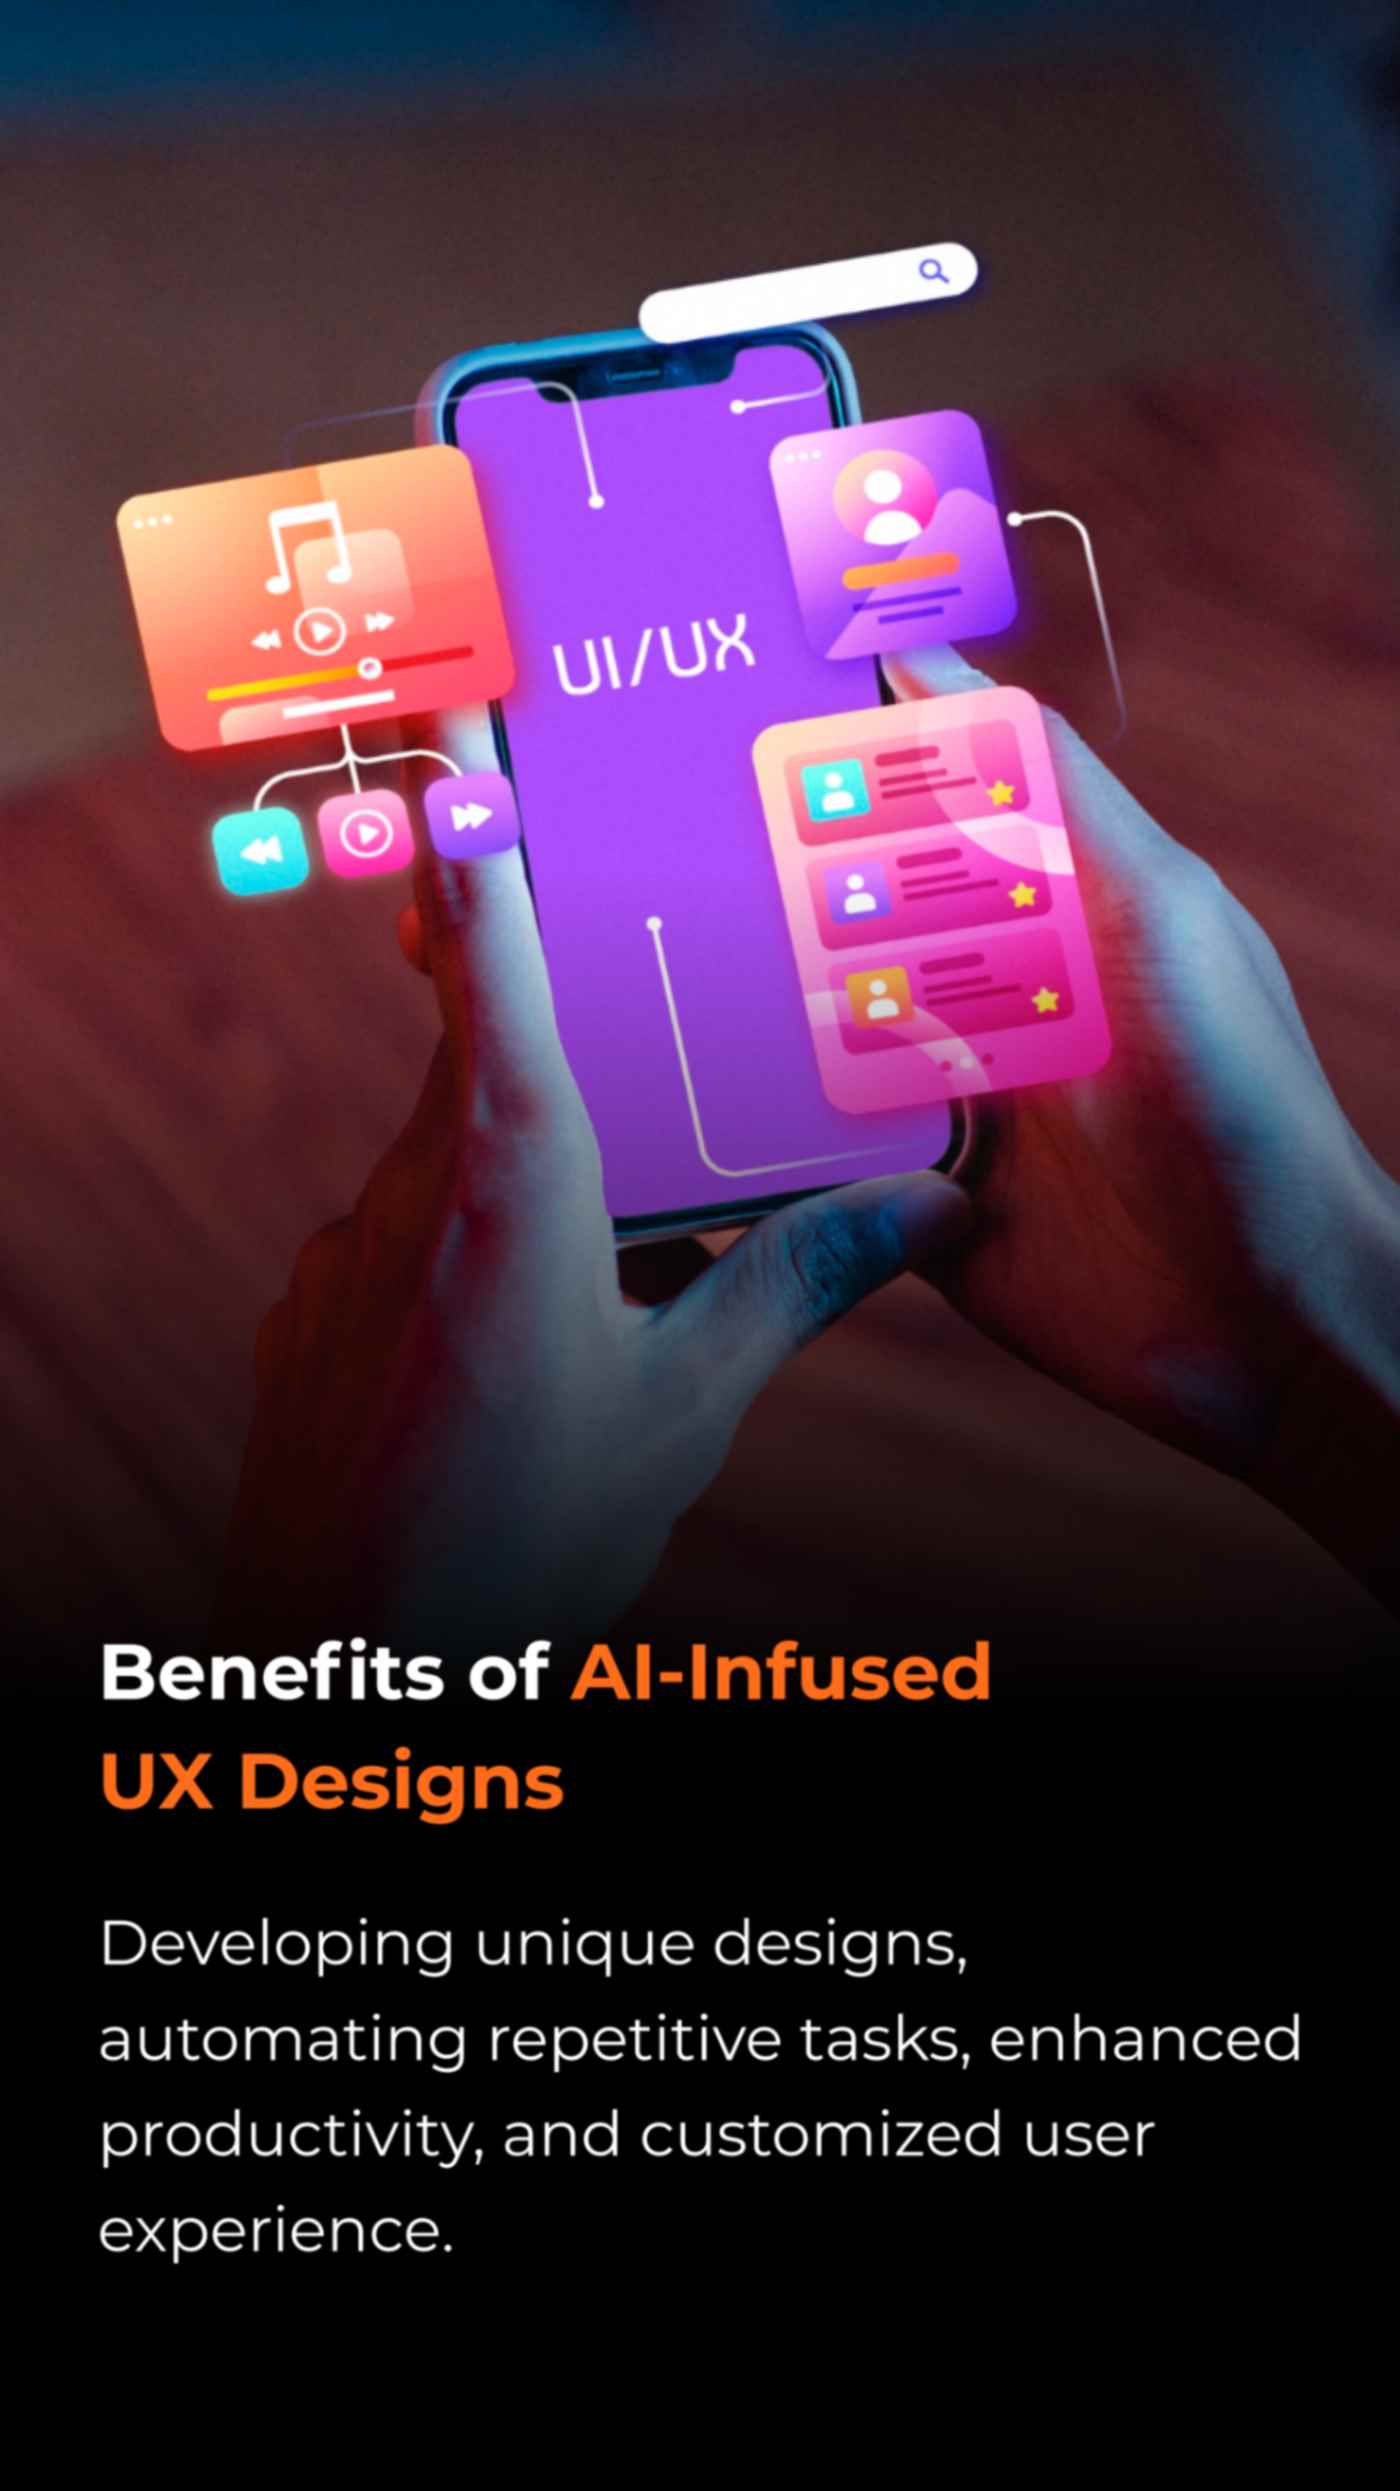 UI/UX
Benefits of AI-Infused
UX Designs
Developing unique designs,
automating repetitive tasks, enhanced
productivity, and customized user
experience.